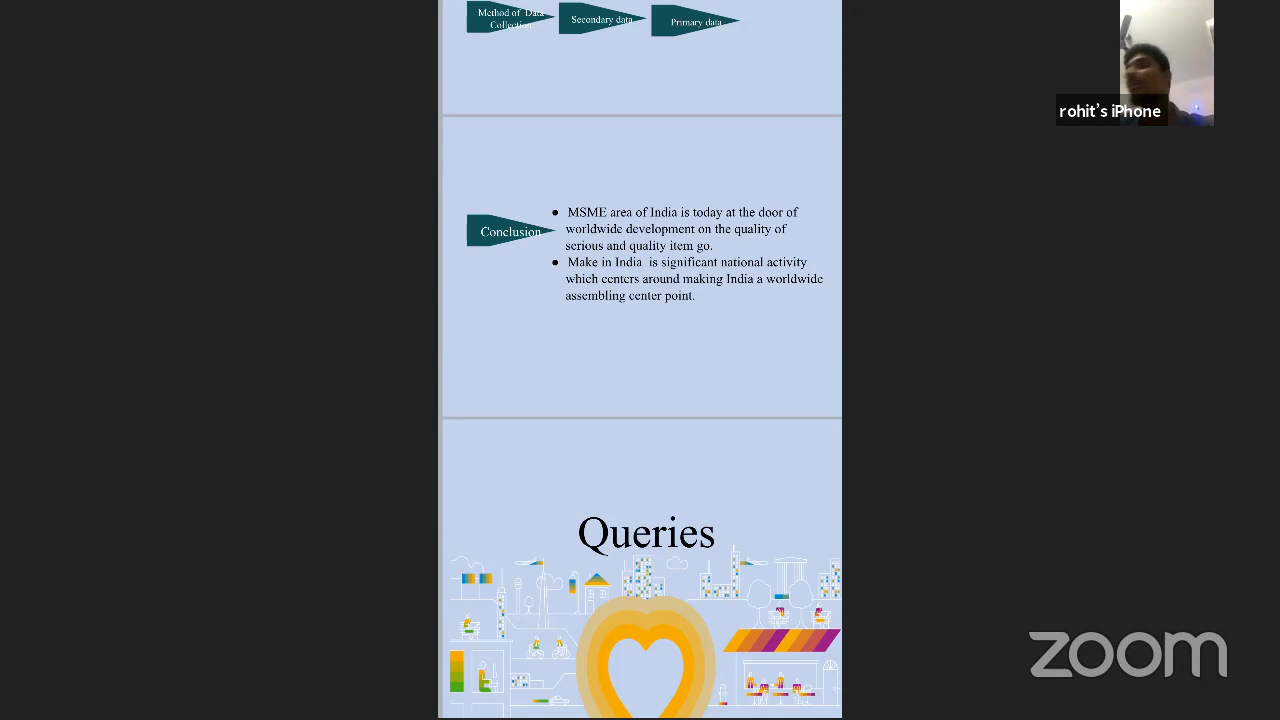 Method of Data
Collection
Secondary data
Primary data
rohit's iPhone
Conclusion
● MSME area of India is today at the door of
worldwide development on the quality of
serious and quality item go.
● Make in India is significant national activity
which centers around making India a worldwide
assembling center point.
Queries
zoom